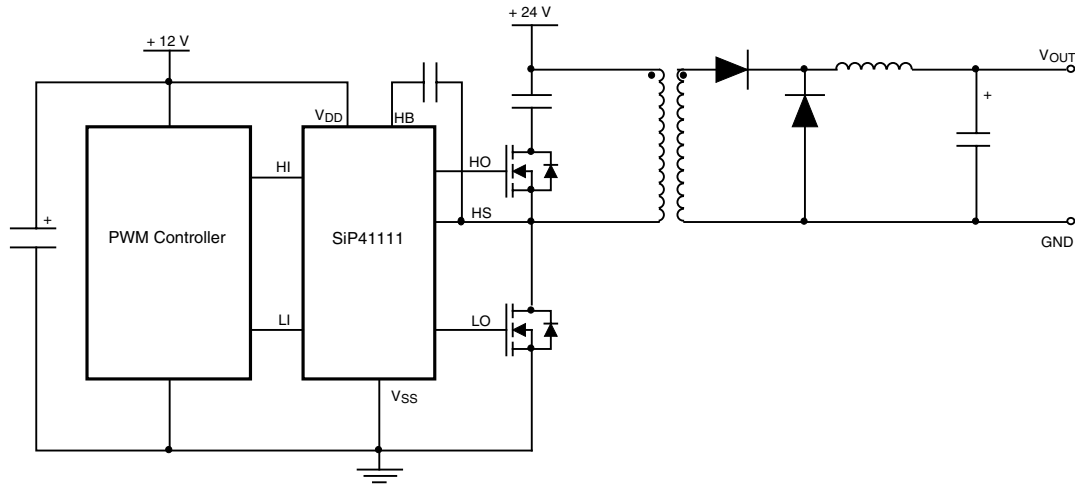 + 24 V
+ 12 V
VOUT
VDD
HB
+
HI
HO
+
PWM Controller
SiP41111
HS
GND
LI
LO
VSS